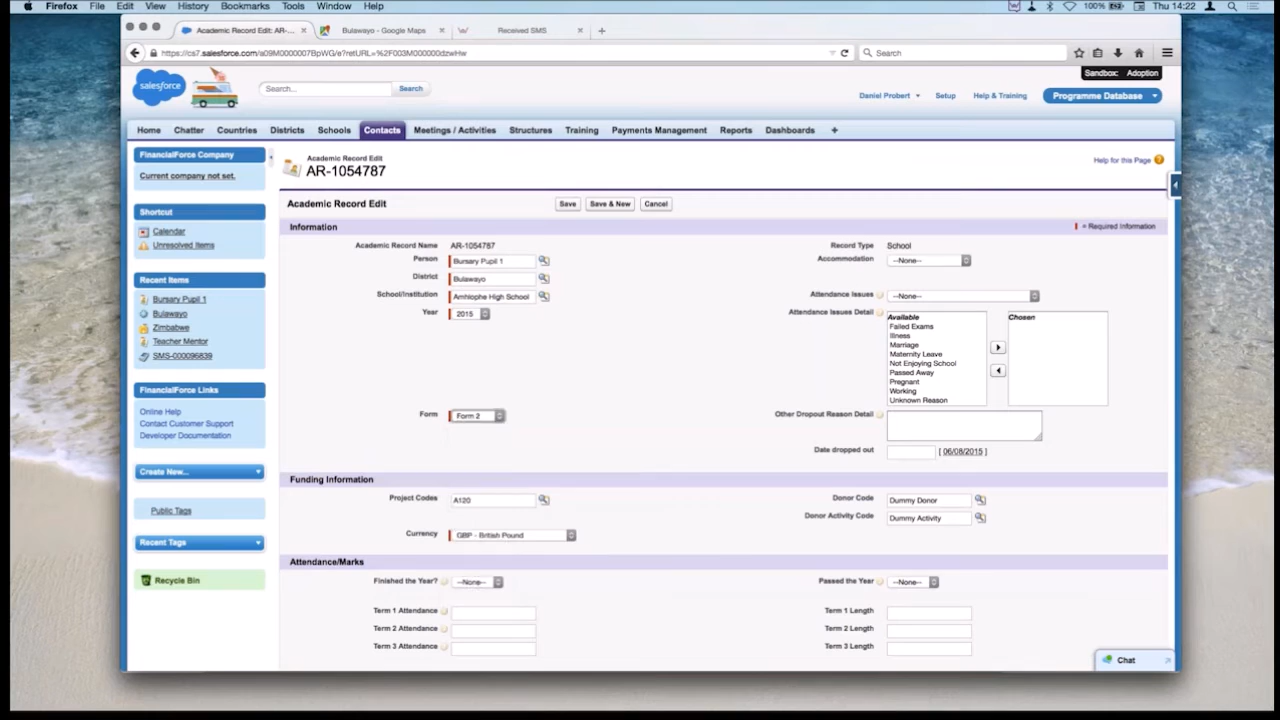 Firefox File Edit View History Bookmarks Tools Window Help 100% Thu 14:22
Academic Record Edit: AR-... × Bulawayo - Google Maps × \w/ Received SMS × +
https://cs7.salesforce.com/a09M0000007BpWG/e?retURL=%2F003M000000dzwHw Search
Sandbox: Adoption
salesforce Search... Search Daniel Probert Setup Help & Training Programme Database
Home Chatter Countries Districts Schools Contacts Meetings / Activities Structures Training Payments Management Reports Dashboards +
FinancialForce Company
Current company not set.
Shortcut
Calendar
Unresolved Items
Recent Items
Bursary Pupil 1
Bulawayo
Zimbabwe
Teacher Mentor
SMS-000096839
FinancialForce Links
Online Help
Contact Customer Support
Developer Documentation
Create New...
Public Tags
Recent Tags
Recycle Bin
Academic Record Edit
AR-1054787
Help for this Page ?
Academic Record Edit Save Save & New Cancel
Information = Required Information
Academic Record Name AR-1054787 Record Type School
Person Bursary Pupil 1 Accommodation --None--
District Bulawayo
School/Institution Amhlophe High School Attendance Issues --None--
Year 2015 Attendance Issues Detail
Available Chosen
Failed Exams
Illness
Marriage
Maternity Leave
Not Enjoying School
Passed Away
Pregnant
Working
Unknown Reason
Form Form 2 Other Dropout Reason Detail
Date dropped out [ 06/08/2015 ]
Funding Information
Project Codes A120 Donor Code Dummy Donor
Donor Activity Code Dummy Activity
Currency GBP - British Pound
Attendance/Marks
Finished the Year? --None-- Passed the Year --None--
Term 1 Attendance Term 1 Length
Term 2 Attendance Term 2 Length
Term 3 Attendance Term 3 Length
Chat